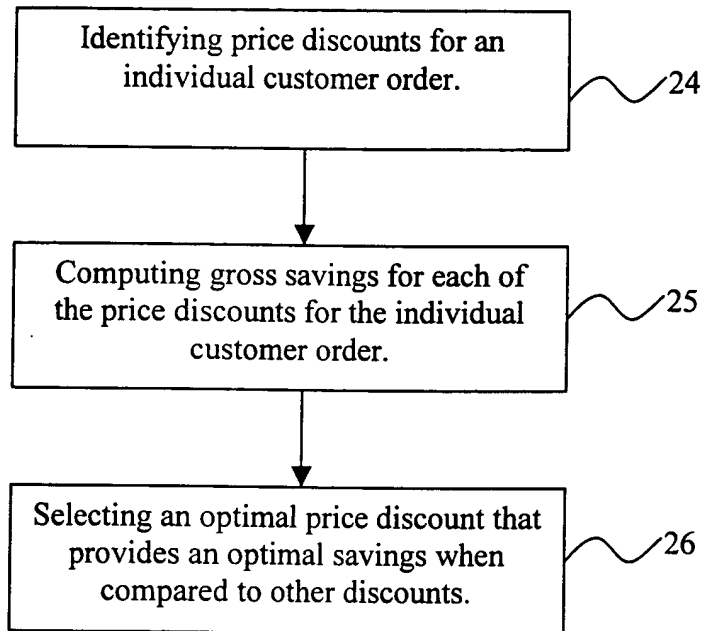 Identifying price discounts for an
individual customer order.
24
Computing gross savings for each of
the price discounts for the individual
customer order.
25
Selecting an optimal price discount that
provides an optimal savings when
compared to other discounts.
26